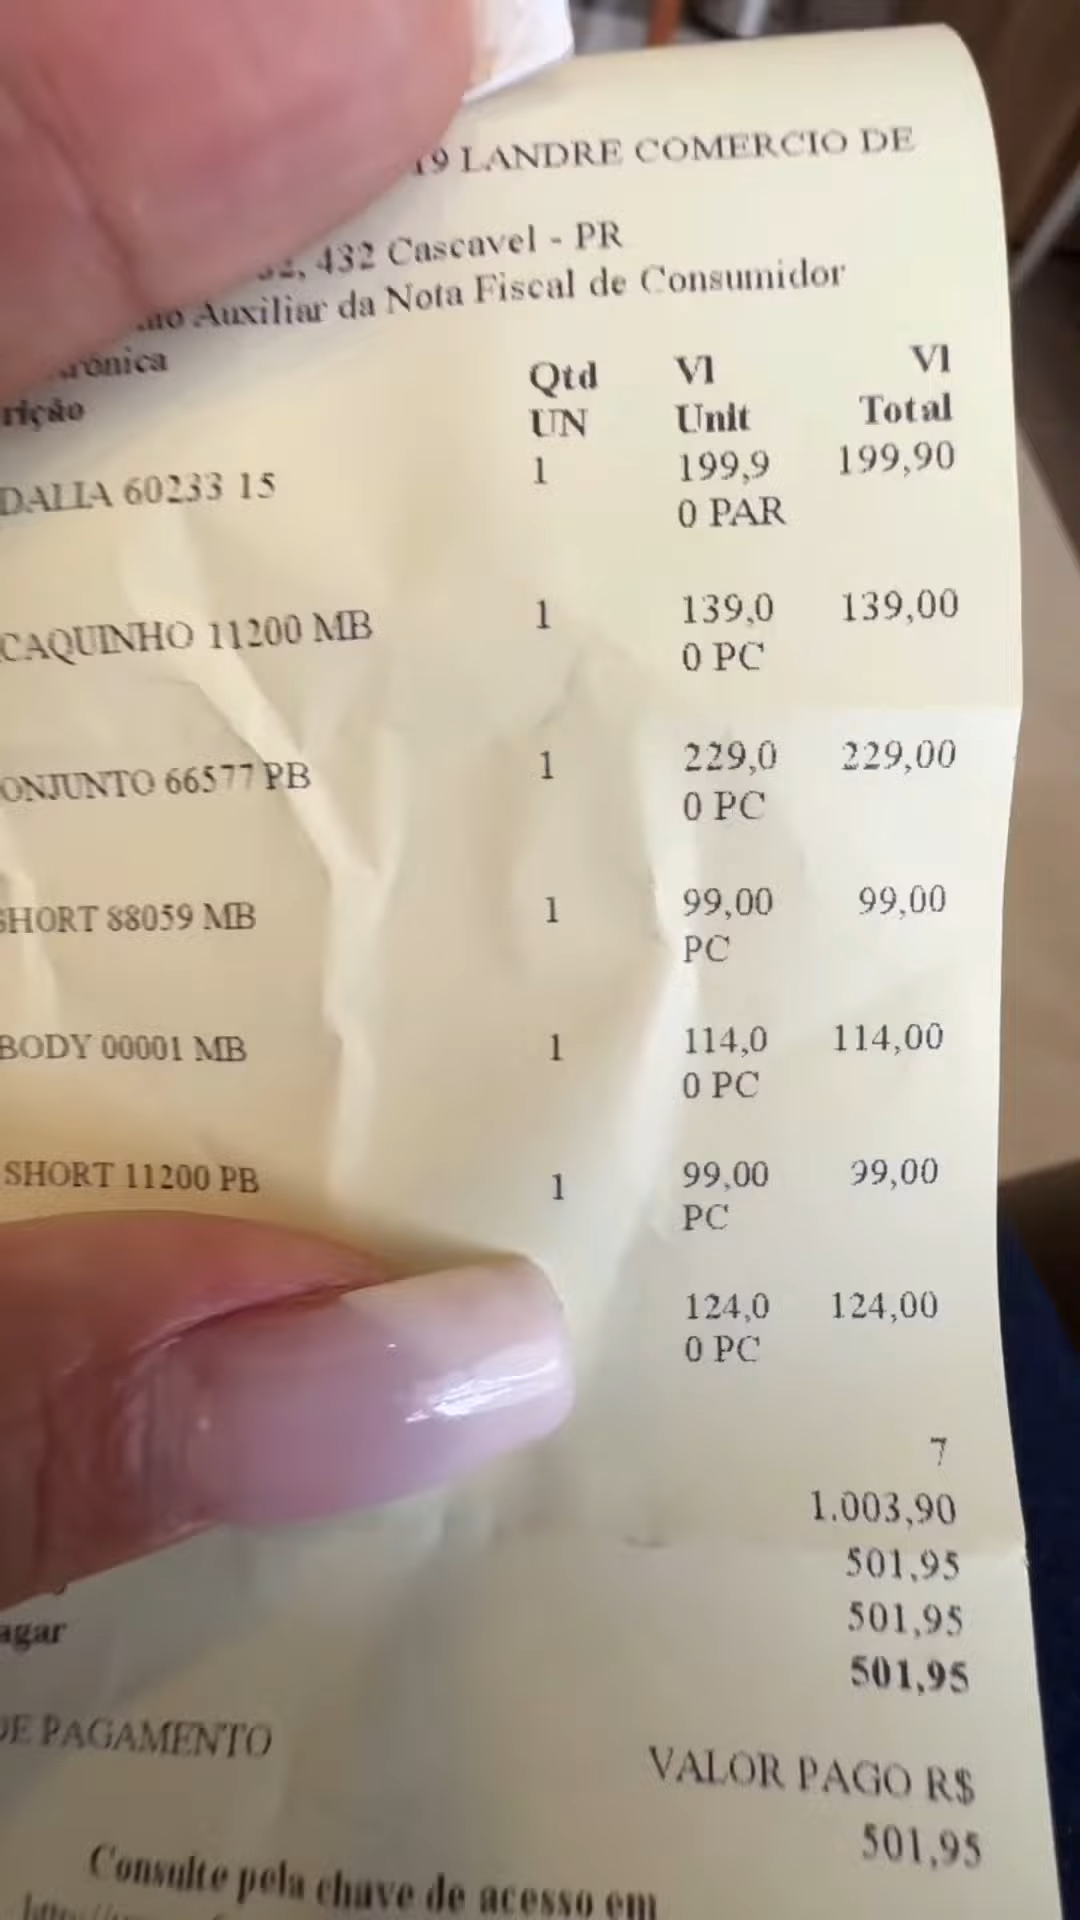 19 LANDRE COMERCIO DE
432 Cascavel - PR
Auxiliar da Nota Fiscal de Consumidor
rônica
rição Qtd UN Vl Unit Vl Total
DALIA 60233 15 1 199,9 199,90
0 PAR
CAQUINHO 11200 MB 1 139,0 139,00
0 PC
ONJUNTO 66577 PB 1 229,0 229,00
0 PC
SHORT 88059 MB 1 99,00 99,00
PC
BODY 00001 MB 1 114,0 114,00
0 PC
SHORT 11200 PB 1 99,00 99,00
PC
124,0 124,00
0 PC
7
1.003,90
501,95
501,95
agar 501,95
DE PAGAMENTO VALOR PAGO R$
501,95
Consulte pela chave de acesso em